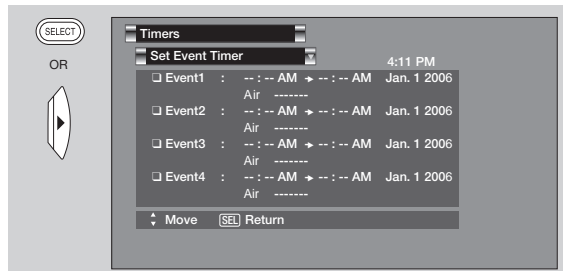 SELECT
OR
Timers
Set Event Timer
4:11 PM
❏ Event1 : -- : -- AM ➔ -- : -- AM Jan. 1 2006
Air -------
❏ Event2 : -- : -- AM ➔ -- : -- AM Jan. 1 2006
Air -------
❏ Event3 : -- : -- AM ➔ -- : -- AM Jan. 1 2006
Air -------
❏ Event4 : -- : -- AM ➔ -- : -- AM Jan. 1 2006
Air -------
Move SEL Return